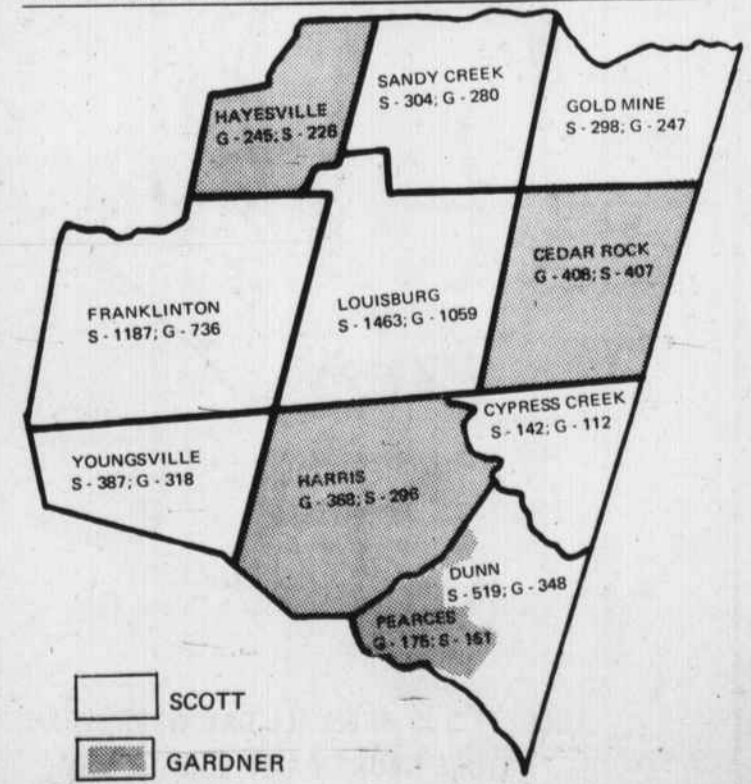 SANDY CREEK
S - 304; G - 280
HAYESVILLE
G - 245; S - 226
GOLD MINE
S - 298; G - 247
CEDAR ROCK
G - 408; S - 407
FRANKLINTON
S - 1187; G - 736
LOUISBURG
S - 1463; G - 1059
CYPRESS CREEK
S - 142; G - 112
YOUNGSVILLE
S - 387; G - 318
HARRIS
G - 368; S - 296
DUNN
S - 519; G - 348
PEARCES
G - 175; S - 161
SCOTT
GARDNER